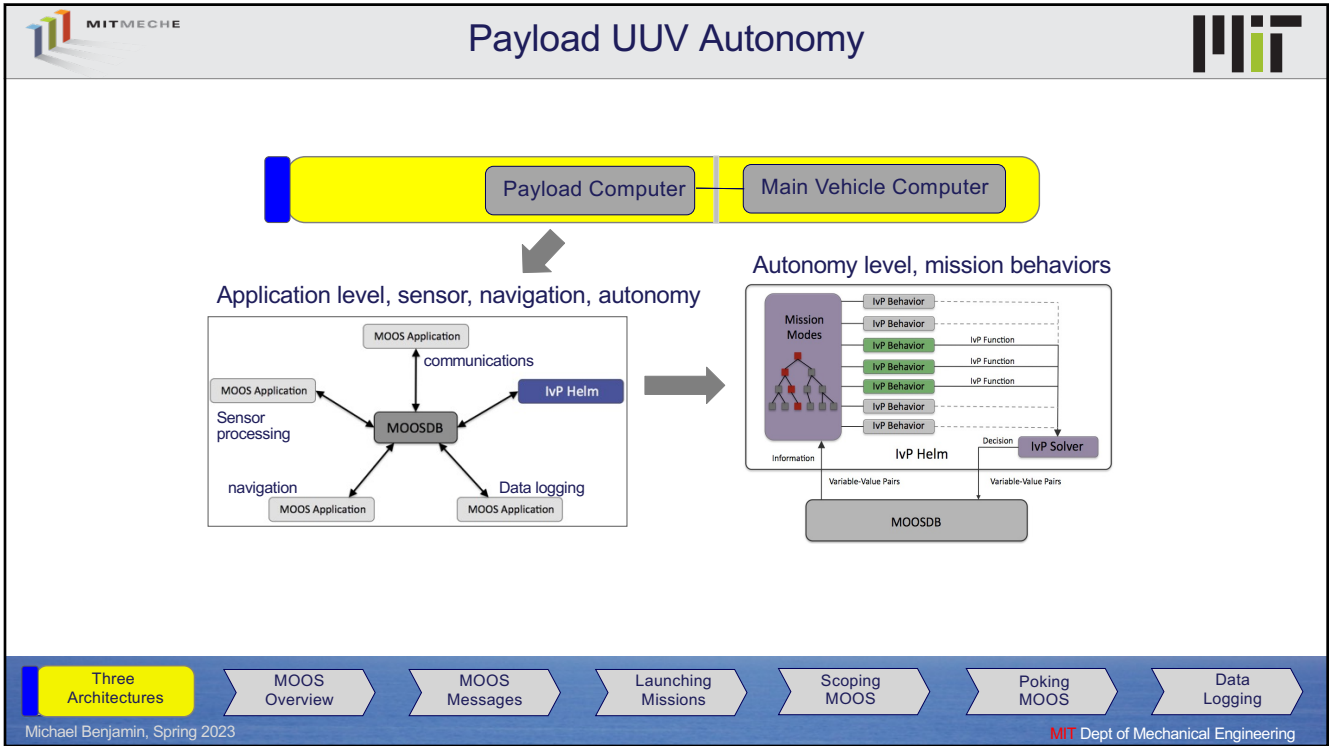 MITMECHE
Payload UUV Autonomy
MiT
Payload Computer
Main Vehicle Computer
Application level, sensor, navigation, autonomy
MOOS Application
communications
MOOS Application
IvP Helm
Sensor
processing
MOOSDB
navigation
Data logging
MOOS Application
MOOS Application
Autonomy level, mission behaviors
Mission
Modes
IvP Behavior
IvP Behavior
IvP Behavior
IvP Function
IvP Behavior
IvP Function
IvP Behavior
IvP Function
IvP Behavior
IvP Behavior
Information
IvP Helm
Decision
IvP Solver
Variable-Value Pairs
Variable-Value Pairs
MOOSDB
Three
Architectures
MOOS
Overview
MOOS
Messages
Launching
Missions
Scoping
MOOS
Poking
MOOS
Data
Logging
Michael Benjamin, Spring 2023
MIT Dept of Mechanical Engineering